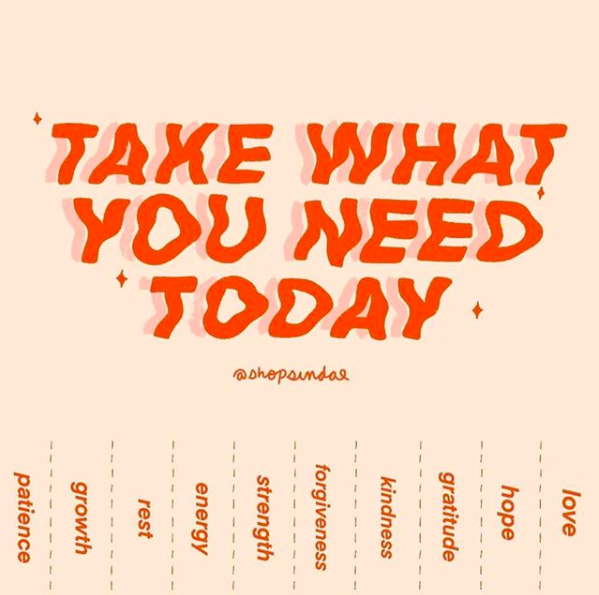 TAKE WHAT
YOU NEED
TODAY
@shopsundae
patience
growth
rest
energy
strength
forgiveness
kindness
gratitude
hope
love